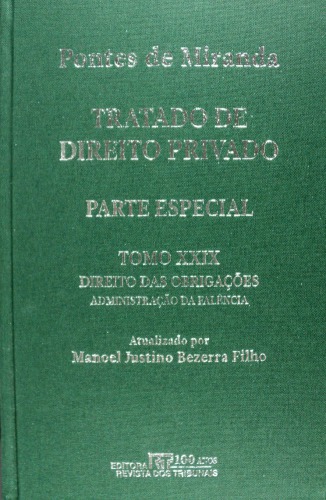 Pontes de Miranda
TRATADO DE
DIREITO PRIVADO
PARTE ESPECIAL
TOMO XXIX
DIREITO DAS OBRIGAÇÕES
ADMINISTRAÇÃO DA FALÊNCIA
Atualizado por
Manoel Justino Bezerra Filho
EDITORA RT 100 ANOS
REVISTA DOS TRIBUNAIS